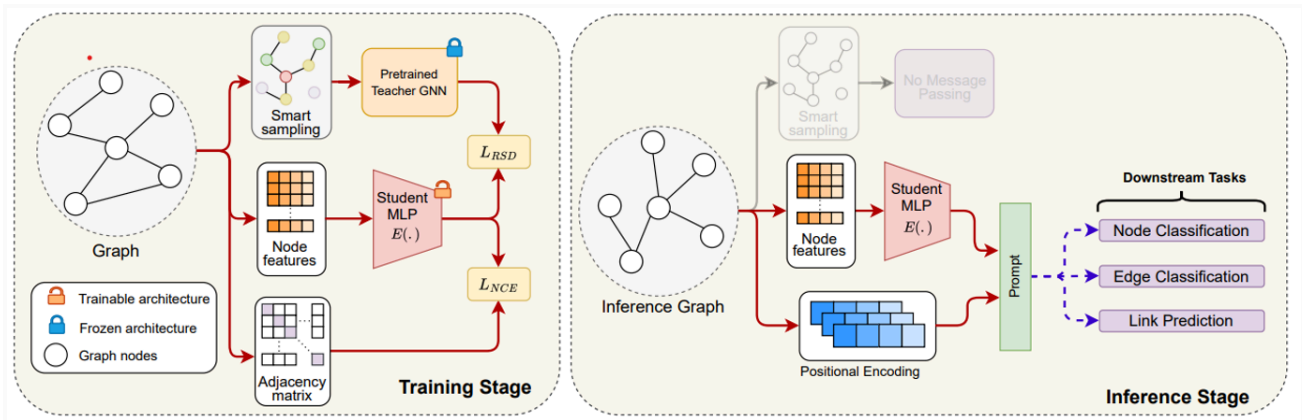 Graph
Trainable architecture
Frozen architecture
Graph nodes
Smart
sampling
Pretrained
Teacher GNN
Node
features
Student
MLP
E(.)
Adjacency
matrix
L_RSD
L_NCE
Training Stage
Inference Graph
Smart
sampling
No Message
Passing
Node
features
Student
MLP
E(.)
Positional Encoding
Prompt
Downstream Tasks
Node Classification
Edge Classification
Link Prediction
Inference Stage